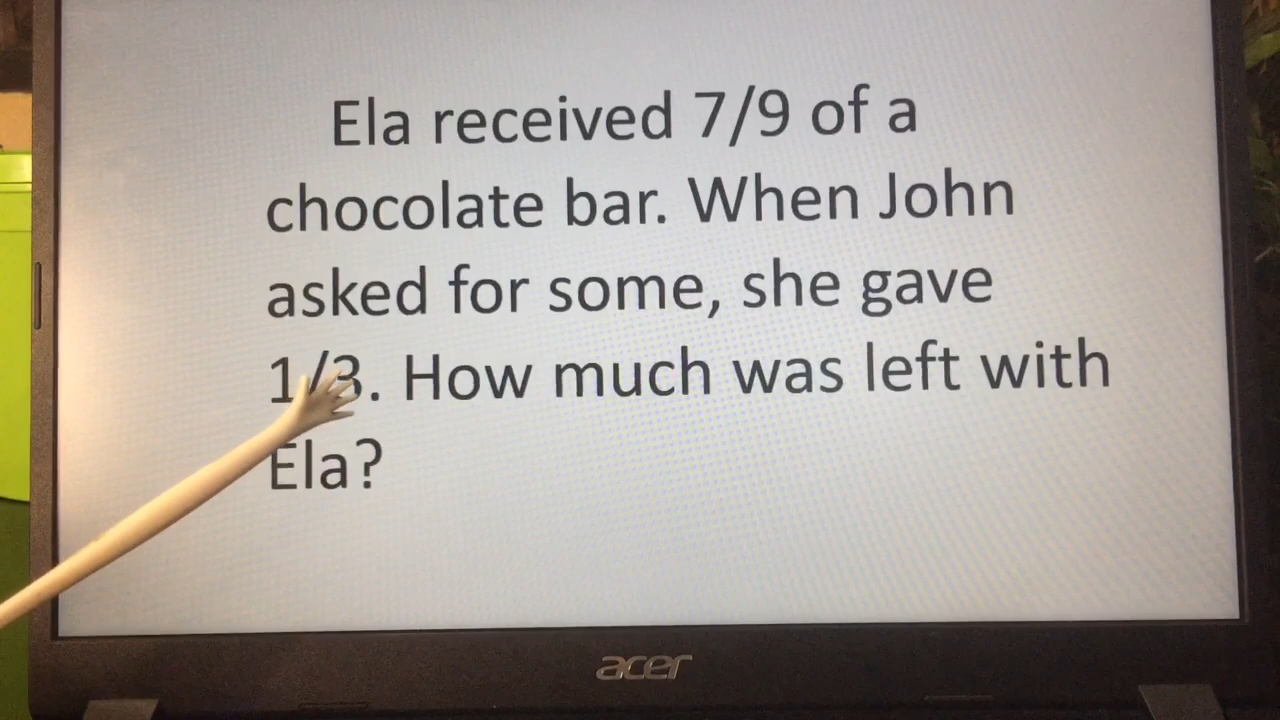 Ela received 7/9 of a
chocolate bar. When John
asked for some, she gave
1/3. How much was left with
Ela?
acer